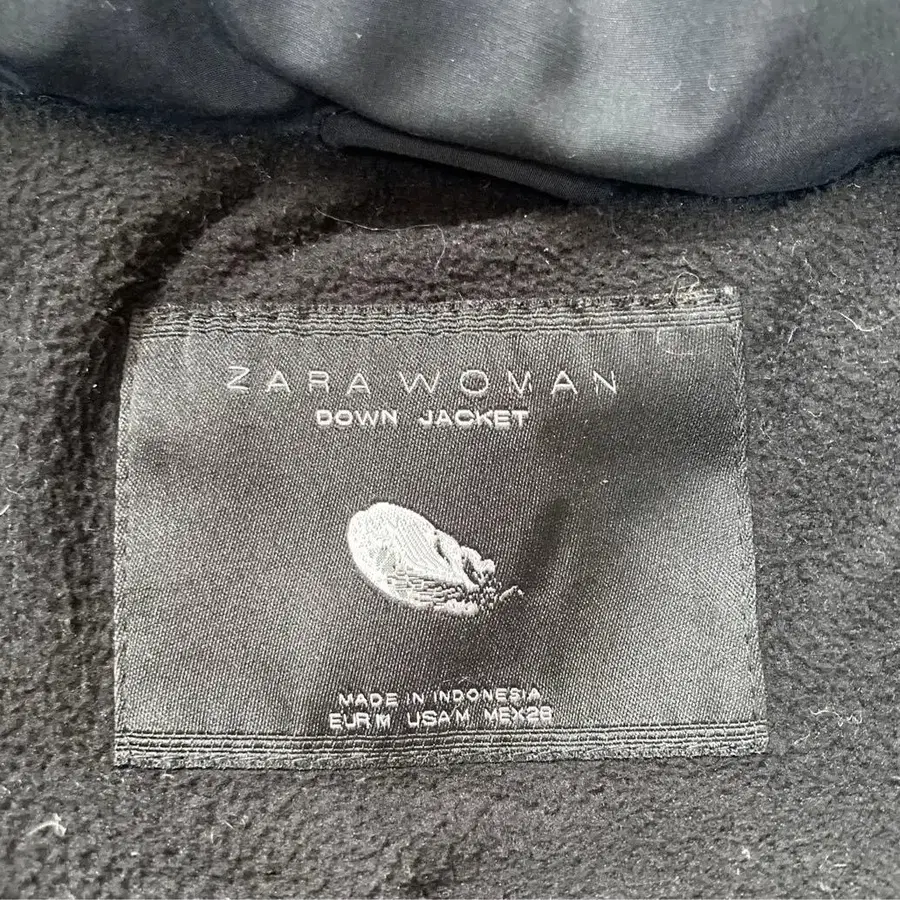 ZARA WOMAN
DOWN JACKET
MADE IN INDONESIA
EUR M USA M MEX 28